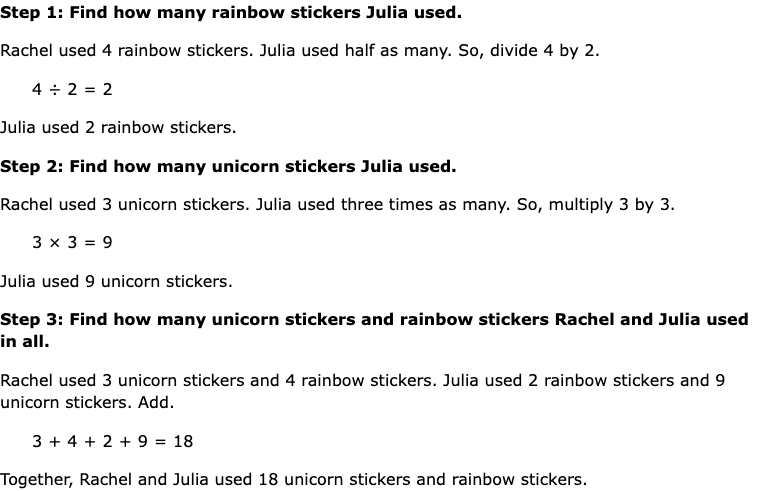 Step 1: Find how many rainbow stickers Julia used.
Rachel used 4 rainbow stickers. Julia used half as many. So, divide 4 by 2.
4 ÷ 2 = 2
Julia used 2 rainbow stickers.
Step 2: Find how many unicorn stickers Julia used.
Rachel used 3 unicorn stickers. Julia used three times as many. So, multiply 3 by 3.
3 × 3 = 9
Julia used 9 unicorn stickers.
Step 3: Find how many unicorn stickers and rainbow stickers Rachel and Julia used
in all.
Rachel used 3 unicorn stickers and 4 rainbow stickers. Julia used 2 rainbow stickers and 9
unicorn stickers. Add.
3 + 4 + 2 + 9 = 18
Together, Rachel and Julia used 18 unicorn stickers and rainbow stickers.